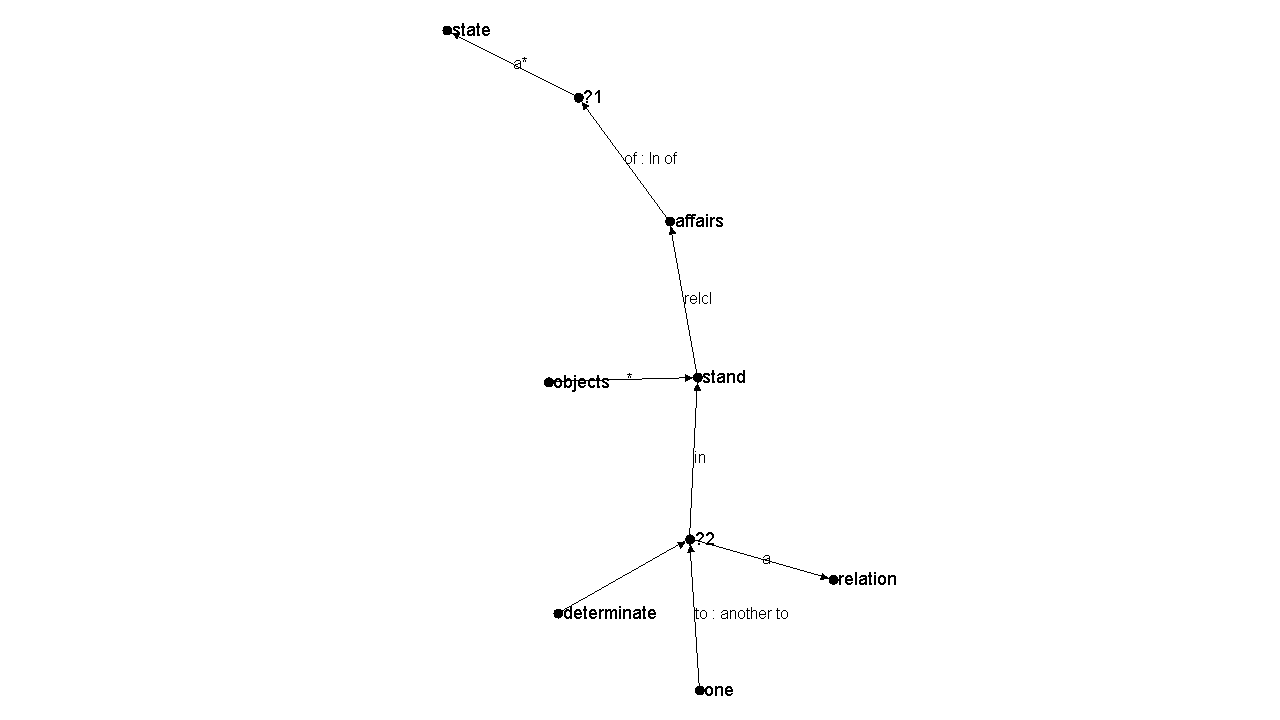 state
a*
?1
of : In of
affairs
relcl
objects
*
stand
in
?2
a
relation
determinate
to : another to
one